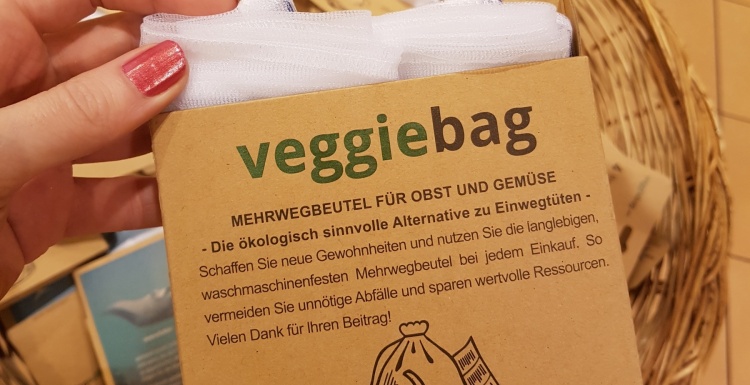 veggiebag
MEHRWEGBEUTEL FÜR OBST UND GEMÜSE
- Die ökologisch sinnvolle Alternative zu Einwegtüten -
Schaffen Sie neue Gewohnheiten und nutzen Sie die langlebigen,
waschmaschinenfesten Mehrwegbeutel bei jedem Einkauf. So
vermeiden Sie unnötige Abfälle und sparen wertvolle Ressourcen.
Vielen Dank für Ihren Beitrag!